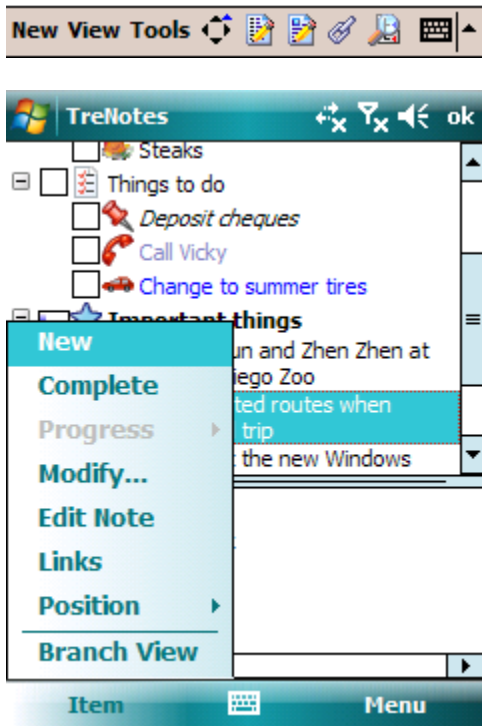 New View Tools
TreNotes ok
Steaks
Things to do
Deposit cheques
Call Vicky
Change to summer tires
Important things
un and Zhen Zhen at
iego Zoo
ted routes when
trip
the new Windows
New
Complete
Progress
Modify...
Edit Note
Links
Position
Branch View
Item Menu